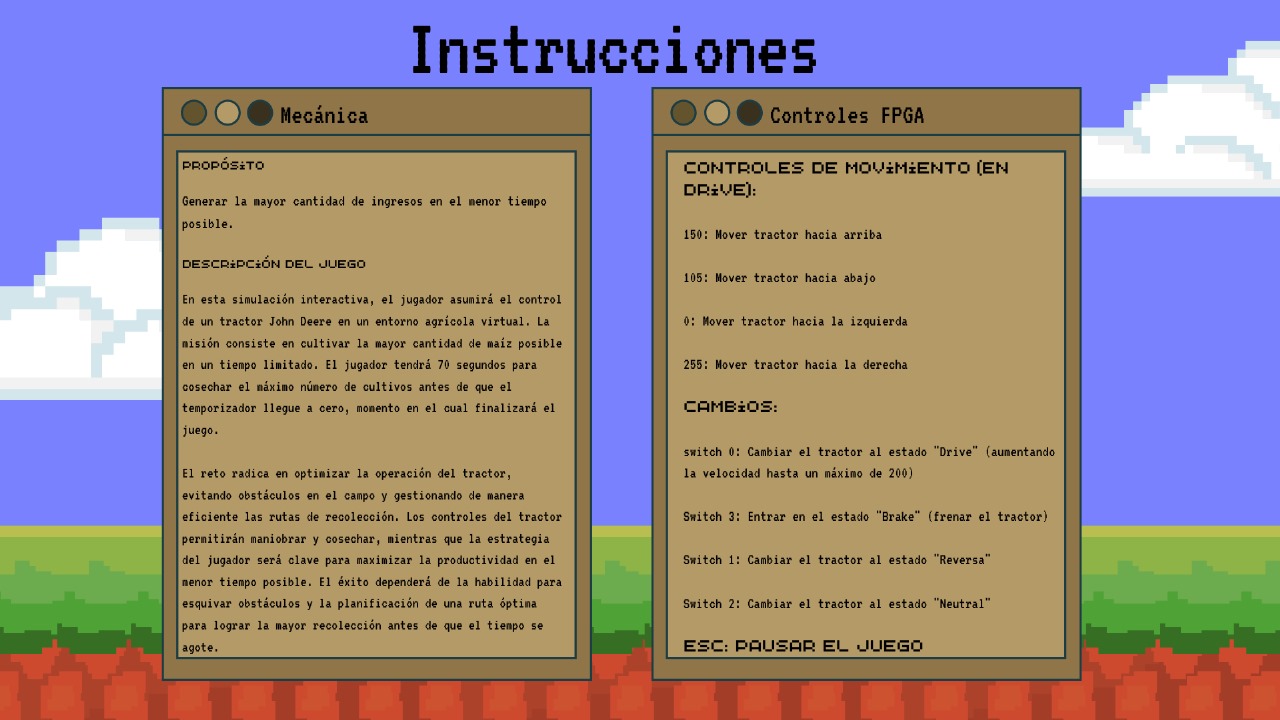 Instrucciones
Mecánica
PROPÓSITO
Generar la mayor cantidad de ingresos en el menor tiempo
posible.
DESCRIPCIÓN DEL JUEGO
En esta simulación interactiva, el jugador asumirá el control
de un tractor John Deere en un entorno agrícola virtual. La
misión consiste en cultivar la mayor cantidad de maíz posible
en un tiempo limitado. El jugador tendrá 70 segundos para
cosechar el máximo número de cultivos antes de que el
temporizador llegue a cero, momento en el cual finalizará el
juego.
El reto radica en optimizar la operación del tractor,
evitando obstáculos en el campo y gestionando de manera
eficiente las rutas de recolección. Los controles del tractor
permitirán maniobrar y cosechar, mientras que la estrategia
del jugador será clave para maximizar la productividad en el
menor tiempo posible. El éxito dependerá de la habilidad para
esquivar obstáculos y la planificación de una ruta óptima
para lograr la mayor recolección antes de que el tiempo se
agote.
Controles FPGA
CONTROLES DE MOVIMIENTO (EN
DRIVE):
150: Mover tractor hacia arriba
105: Mover tractor hacia abajo
0: Mover tractor hacia la izquierda
255: Mover tractor hacia la derecha
CAMBIOS:
switch 0: Cambiar el tractor al estado "Drive" (aumentando
la velocidad hasta un máximo de 200)
Switch 3: Entrar en el estado "Brake" (frenar el tractor)
Switch 1: Cambiar el tractor al estado "Reversa"
Switch 2: Cambiar el tractor al estado "Neutral"
ESC: PAUSAR EL JUEGO